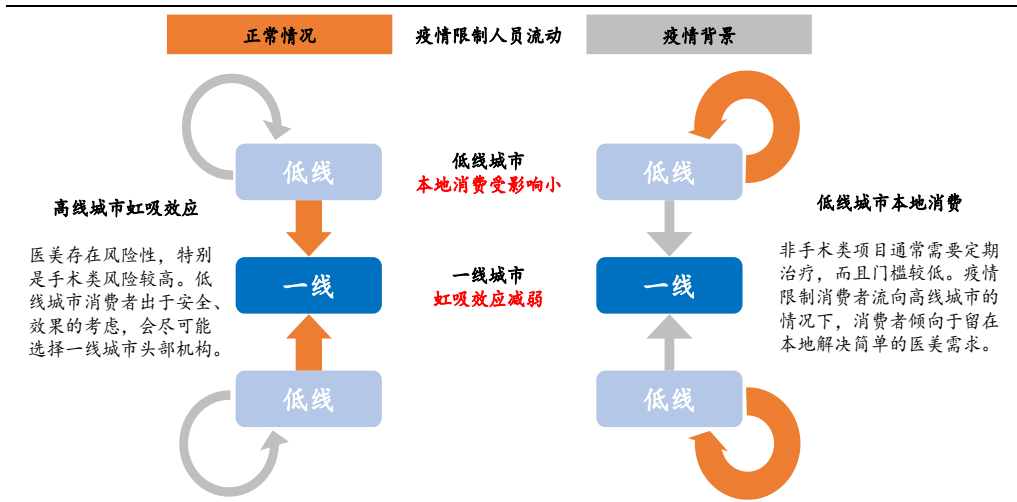 正常情况
疫情限制人员流动
疫情背景
低线
低线城市
本地消费受影响小
低线
高线城市虹吸效应
医美存在风险性，特别
是手术类风险较高。低
线城市消费者出于安全、
效果的考虑，会尽可能
选择一线城市头部机构。
一线
一线城市
虹吸效应减弱
一线
低线城市本地消费
非手术类项目通常需要定期
治疗，而且门槛较低。疫情
限制消费者流向高线城市的
情况下，消费者倾向于留在
本地解决简单的医美需求。
低线
低线